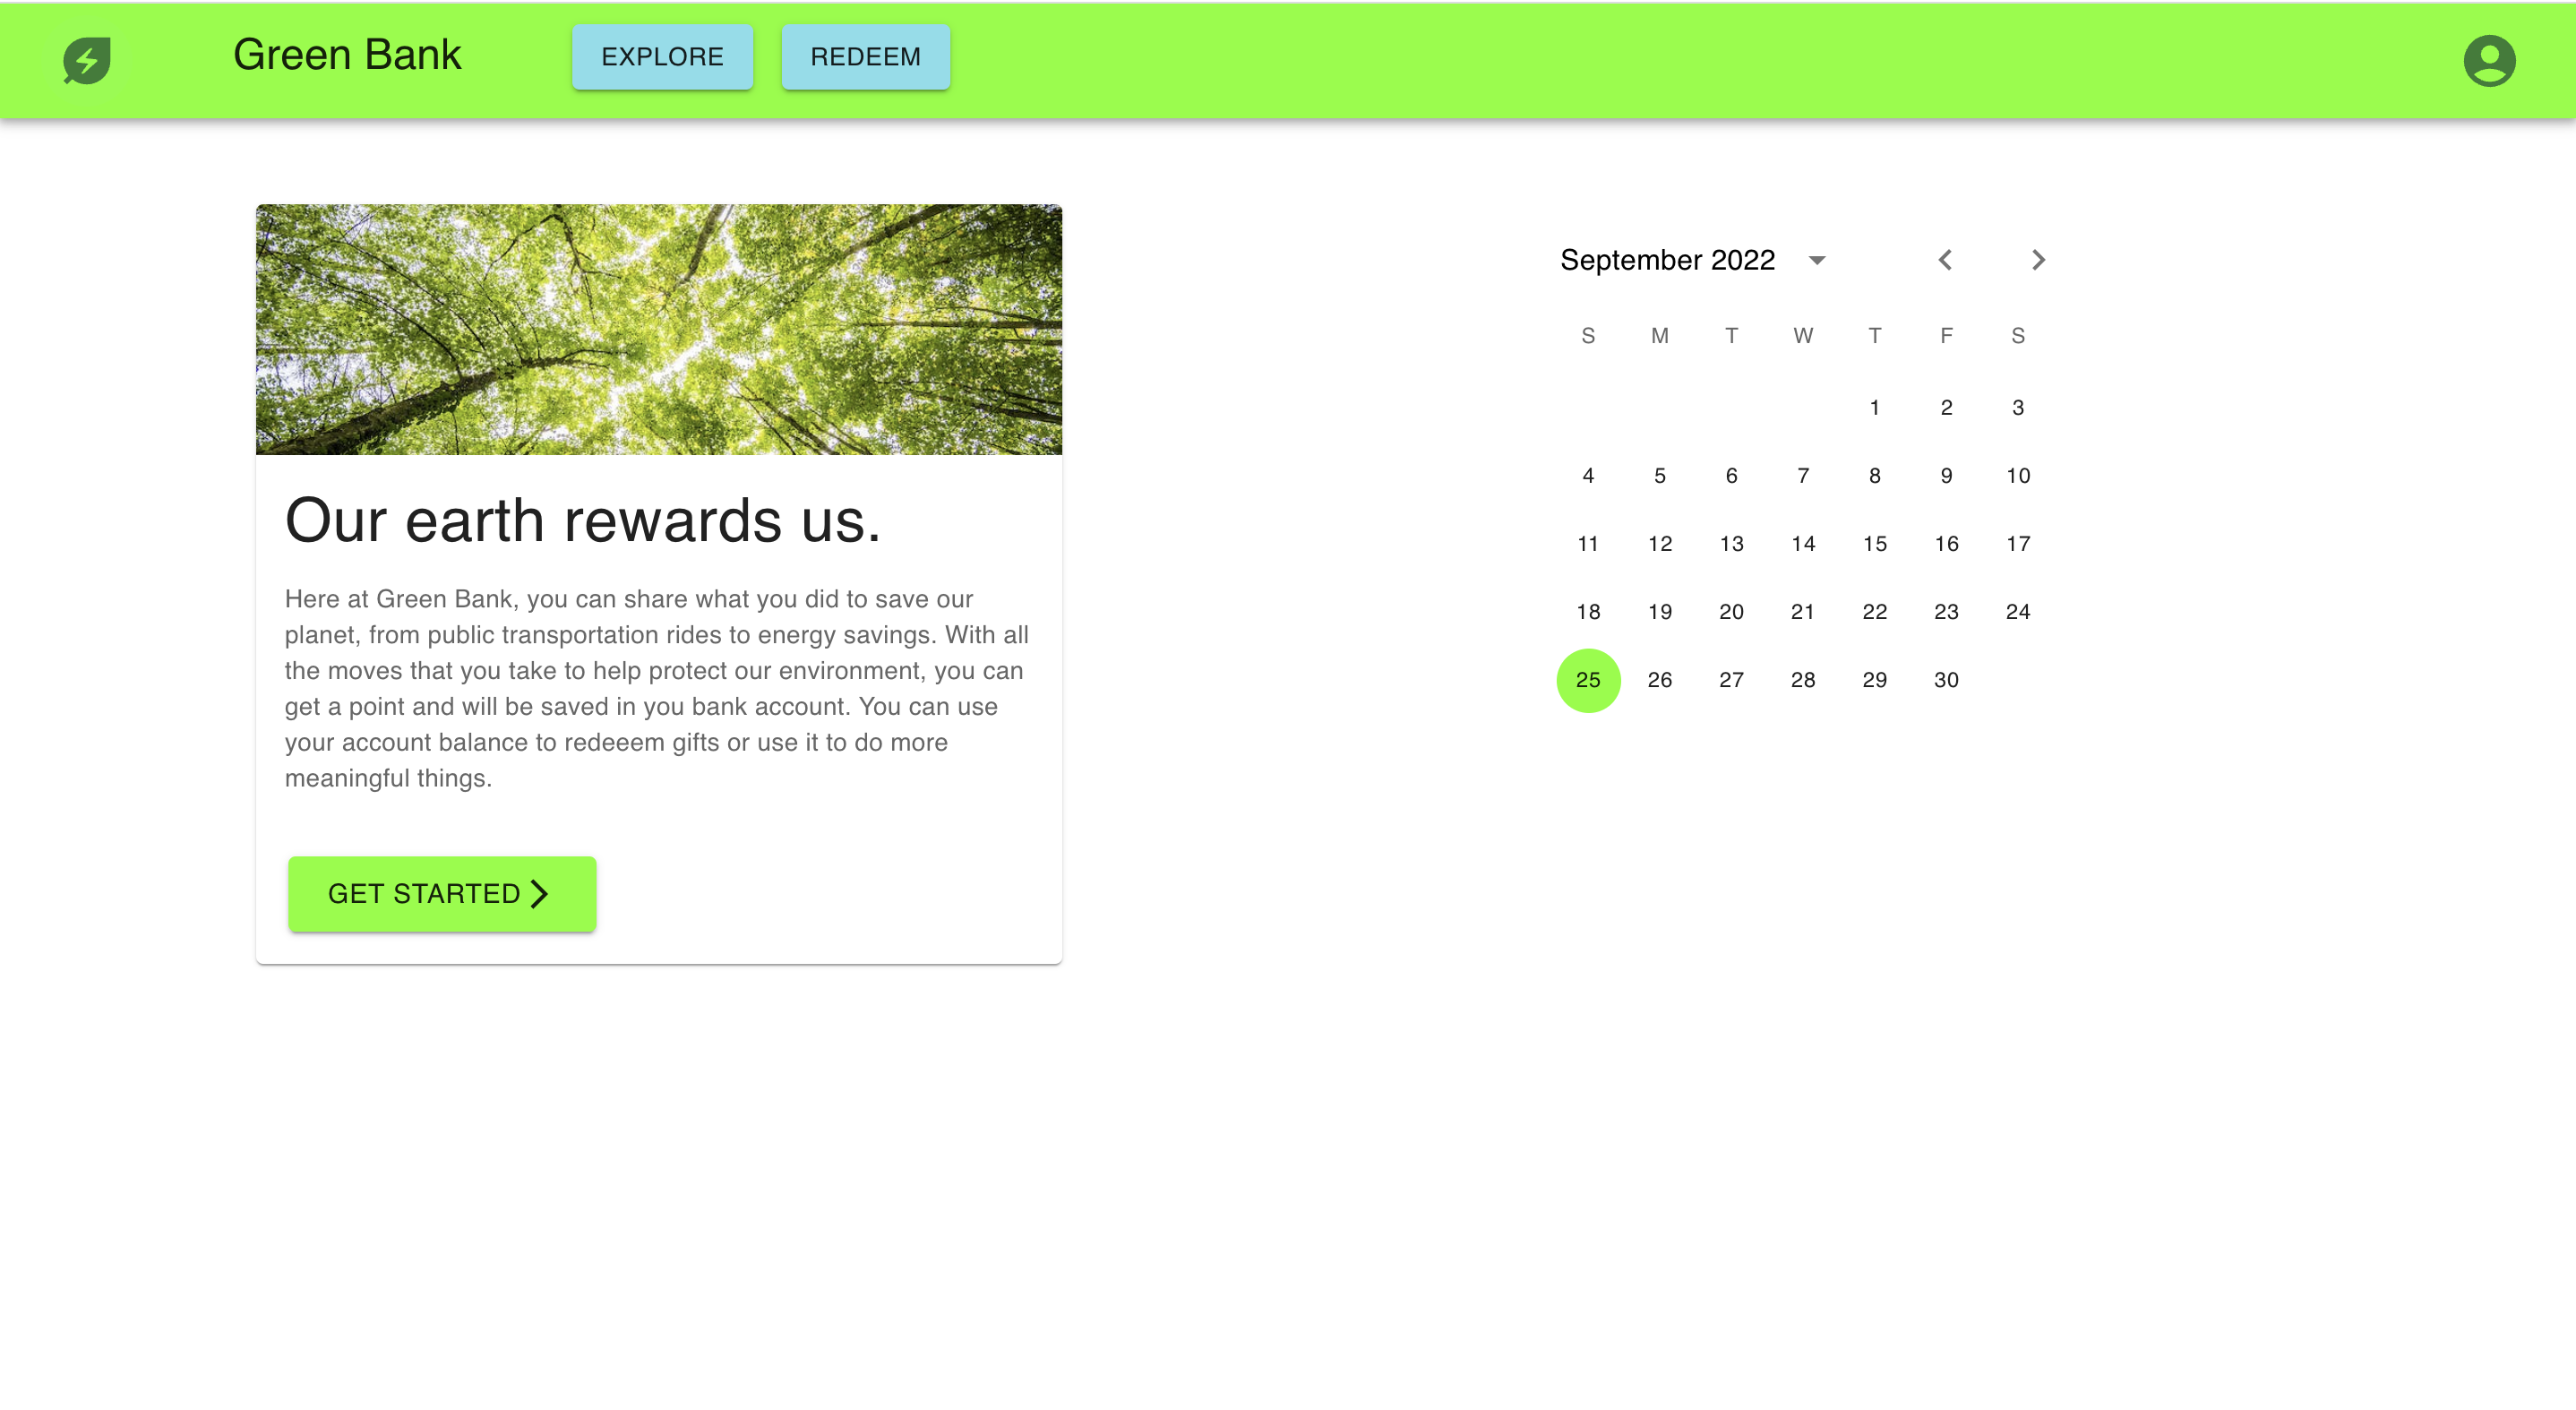 Green Bank
EXPLORE
REDEEM
Our earth rewards us.
Here at Green Bank, you can share what you did to save our
planet, from public transportation rides to energy savings. With all
the moves that you take to help protect our environment, you can
get a point and will be saved in you bank account. You can use
your account balance to redeeem gifts or use it to do more
meaningful things.
GET STARTED
September 2022
S M T W T F S
1 2 3
4 5 6 7 8 9 10
11 12 13 14 15 16 17
18 19 20 21 22 23 24
25 26 27 28 29 30